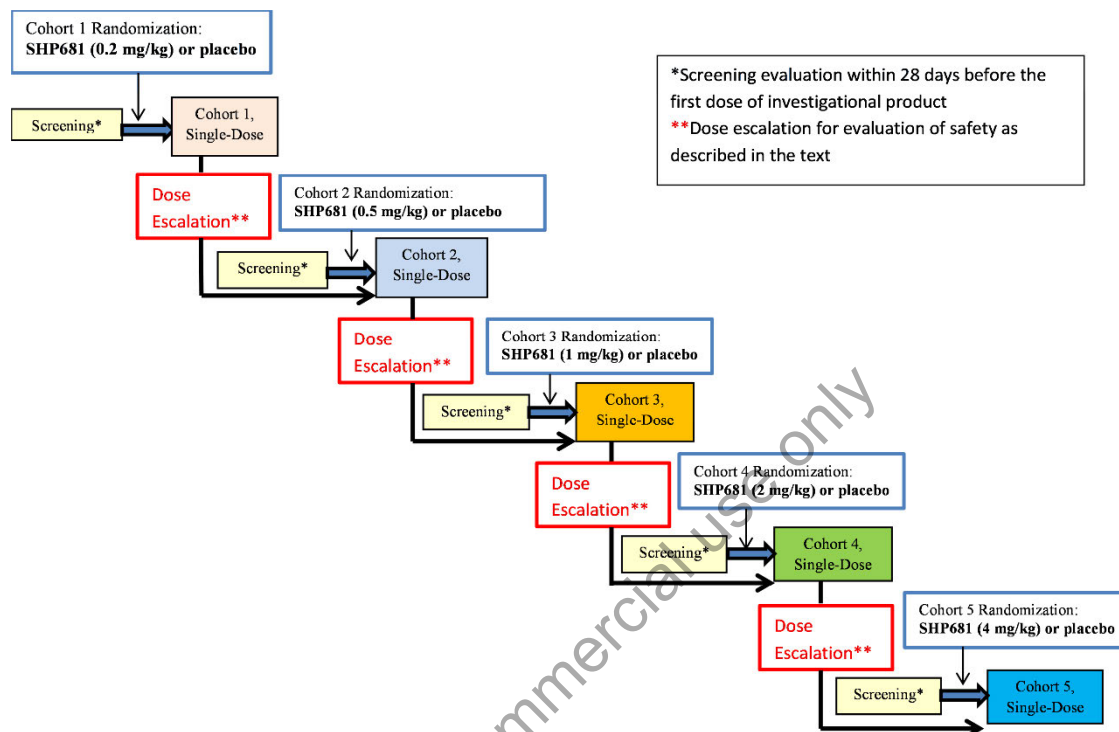 Cohort 1 Randomization:
SHP681 (0.2 mg/kg) or placebo
*Screening evaluation within 28 days before the
first dose of investigational product
**Dose escalation for evaluation of safety as
described in the text
Screening*
Cohort 1,
Single-Dose
Dose
Escalation**
Cohort 2 Randomization:
SHP681 (0.5 mg/kg) or placebo
Screening*
Cohort 2,
Single-Dose
Dose
Escalation**
Cohort 3 Randomization:
SHP681 (1 mg/kg) or placebo
Screening*
Cohort 3,
Single-Dose
Dose
Escalation**
Cohort 4 Randomization:
SHP681 (2 mg/kg) or placebo
Screening*
Cohort 4,
Single-Dose
Dose
Escalation**
Cohort 5 Randomization:
SHP681 (4 mg/kg) or placebo
Screening*
Cohort 5,
Single-Dose
mmercial use only